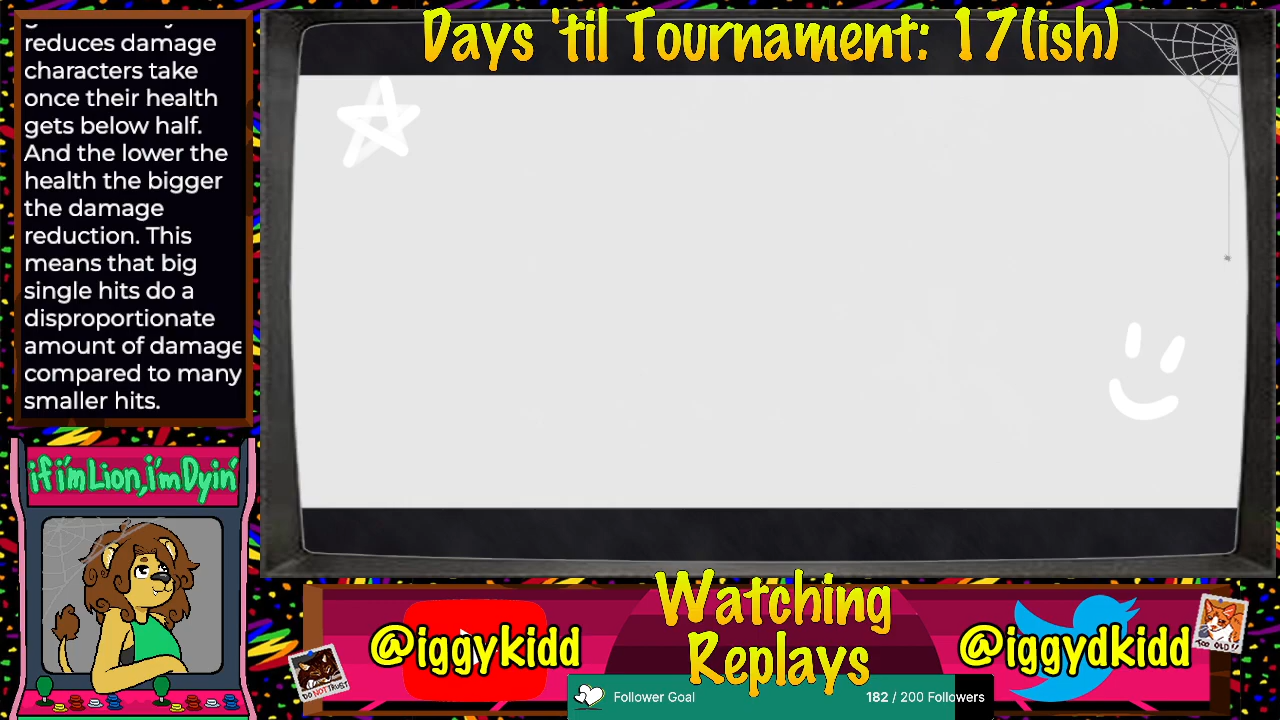 reduces damage
characters take
once their health
gets below half.
And the lower the
health the bigger
the damage
reduction. This
means that big
single hits do a
disproportionate
amount of damage
compared to many
smaller hits.
Days 'til Tournament: 17(ish)
if i'm Lion, i'm Dyin'
@iggykidd
Watching
Replays
@iggydkidd
DO NOT TRUST
TOO OLD!!
Follower Goal
182 / 200 Followers